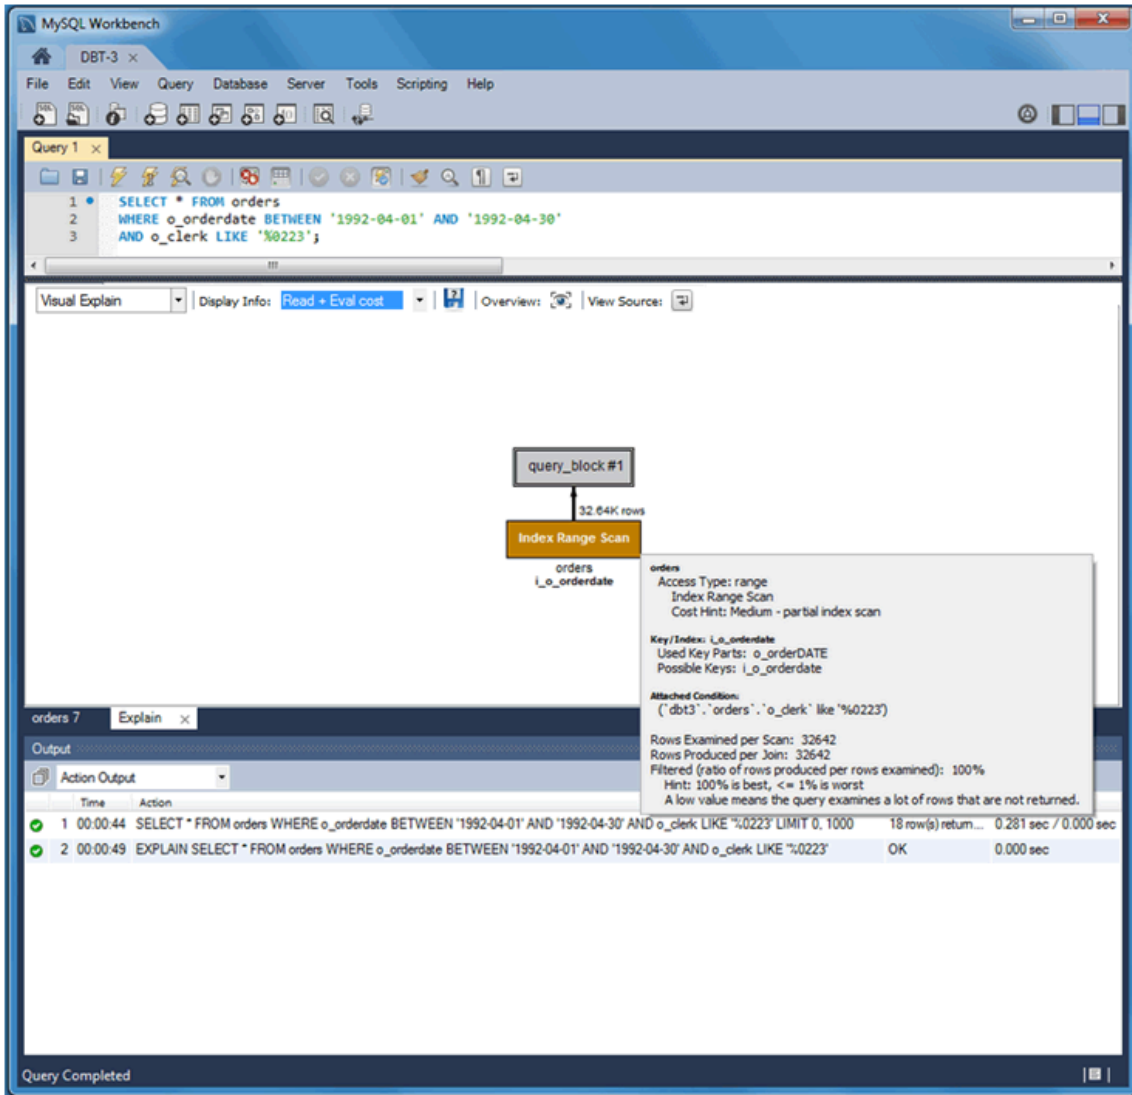 MySQL Workbench
DBT-3
File Edit View Query Database Server Tools Scripting Help
Query 1
1 SELECT * FROM orders
2 WHERE o_orderdate BETWEEN '1992-04-01' AND '1992-04-30'
3 AND o_clerk LIKE '%0223';
Visual Explain Display Info: Read + Eval cost Overview: View Source:
query_block #1
32.64K rows
Index Range Scan
orders
i_o_orderdate
orders
Access Type: range
Index Range Scan
Cost Hint: Medium - partial index scan
Key/Index: i_o_orderdate
Used Key Parts: o_orderDATE
Possible Keys: i_o_orderdate
Attached Condition:
(`dbt3`.`orders`.`o_clerk` like '%0223')
Rows Examined per Scan: 32642
Rows Produced per Join: 32642
Filtered (ratio of rows produced per rows examined): 100%
Hint: 100% is best, <= 1% is worst
A low value means the query examines a lot of rows that are not returned.
orders 7 Explain
Output
Action Output
Time Action
1 00:00:44 SELECT * FROM orders WHERE o_orderdate BETWEEN '1992-04-01' AND '1992-04-30' AND o_clerk LIKE '%0223' LIMIT 0, 1000 18 row(s) return... 0.281 sec / 0.000 sec
2 00:00:49 EXPLAIN SELECT * FROM orders WHERE o_orderdate BETWEEN '1992-04-01' AND '1992-04-30' AND o_clerk LIKE '%0223' OK 0.000 sec
Query Completed